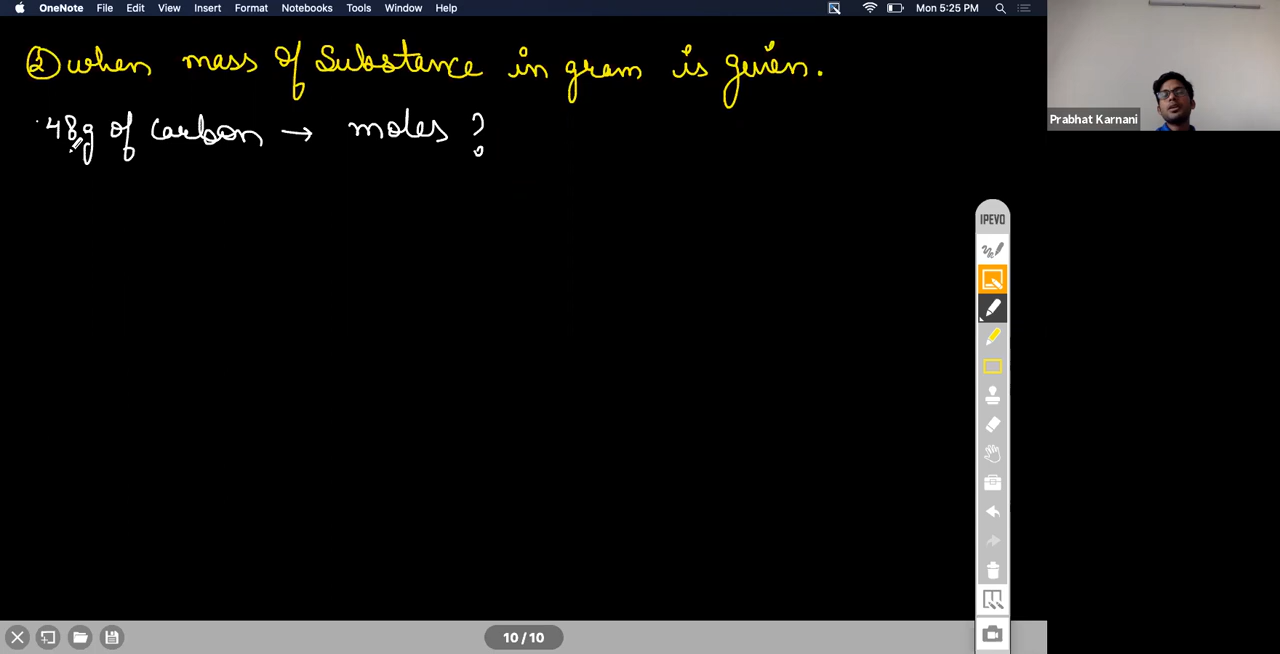 OneNote File Edit View Insert Format Notebooks Tools Window Help Mon 5:25 PM
② when mass of Substance in gram is given.
48g of carbon → moles ?
Prabhat Karnani
IPEVO
10 / 10